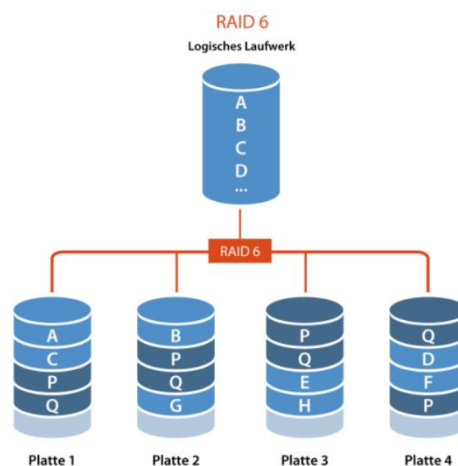 RAID 6
Logisches Laufwerk
A
B
C
D
...
RAID 6
A B P Q
C P Q D
P Q E F
Q G H P
Platte 1 Platte 2 Platte 3 Platte 4